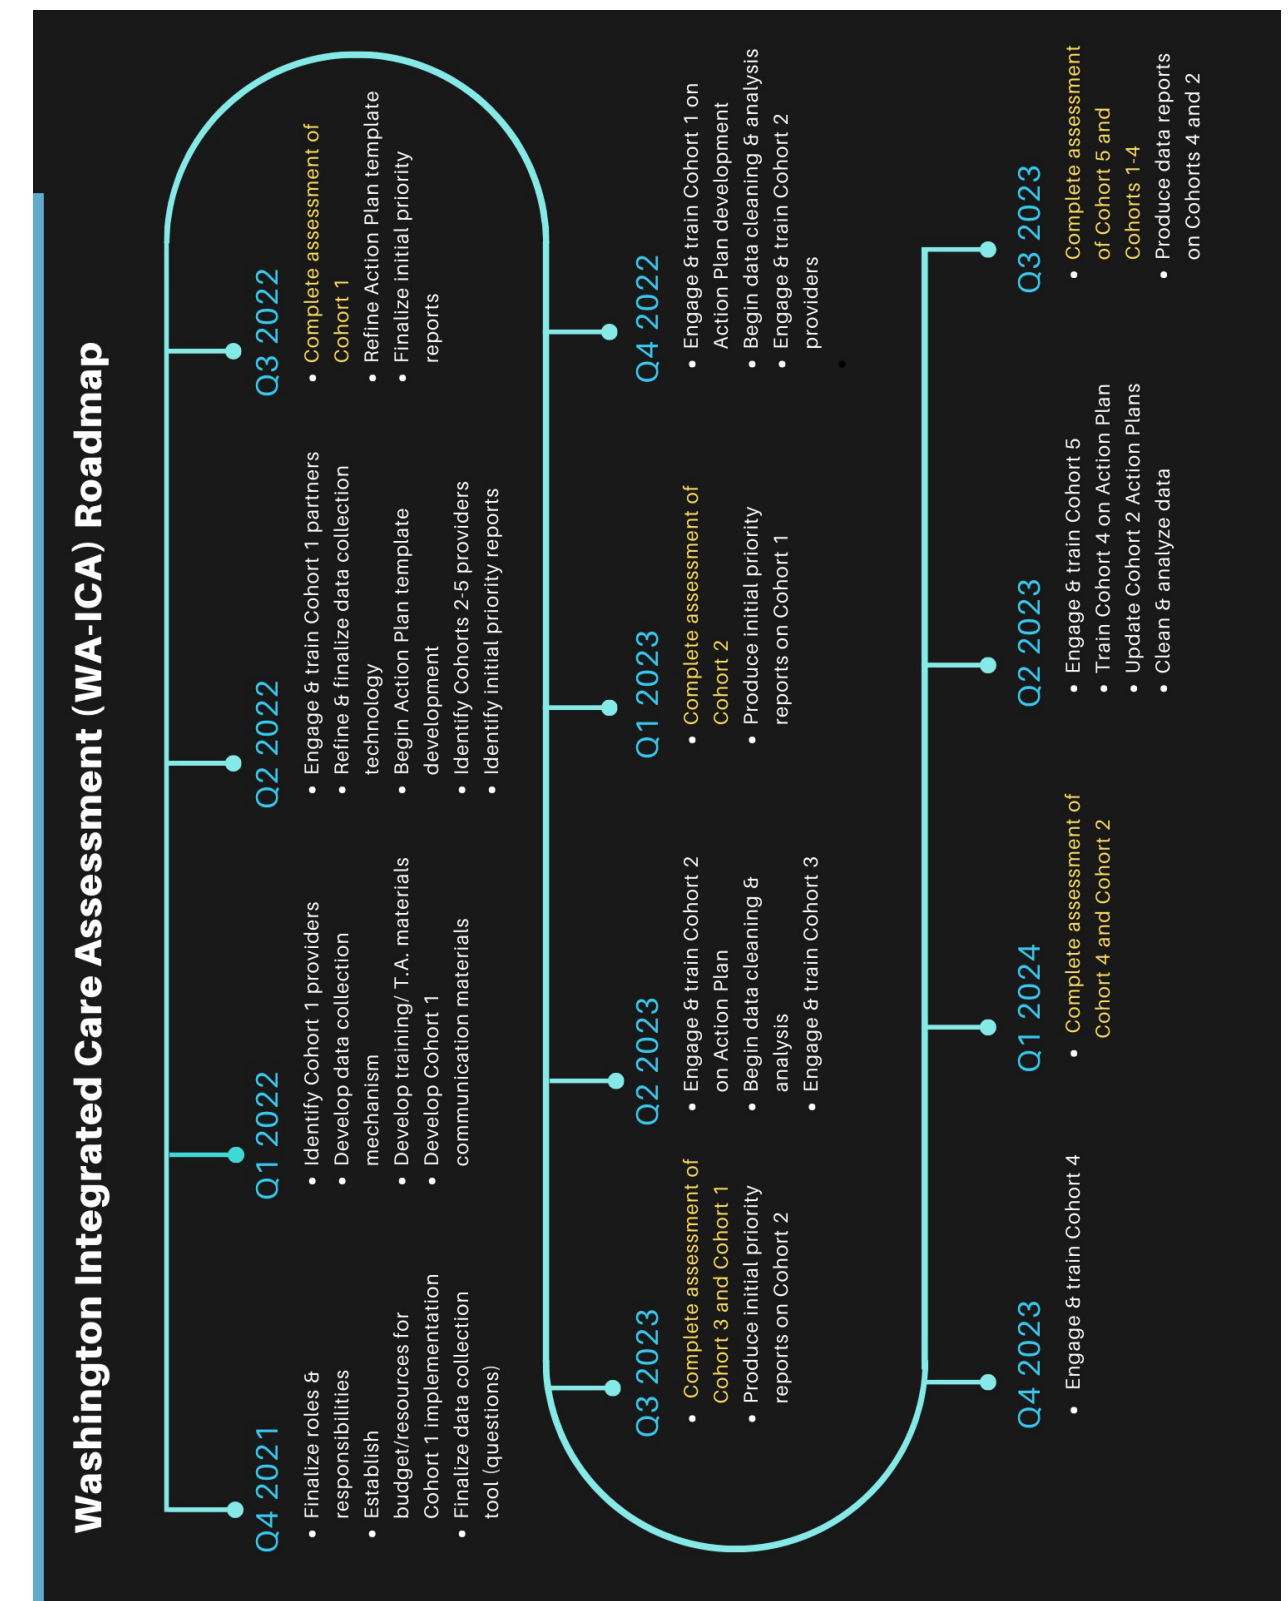 Washington Integrated Care Assessment (WA-ICA) Roadmap
Q4 2021
• Finalize roles &
responsibilities
• Establish
budget/resources for
Cohort 1 implementation
• Finalize data collection
tool (questions)
Q1 2022
• Identify Cohort 1 providers
• Develop data collection
mechanism
• Develop training/ T.A. materials
• Develop Cohort 1
communication materials
Q2 2022
• Engage & train Cohort 1 partners
• Refine & finalize data collection
technology
• Begin Action Plan template
development
• Identify Cohorts 2-5 providers
• Identify initial priority reports
Q3 2022
• Complete assessment of
Cohort 1
• Refine Action Plan template
• Finalize initial priority
reports
Q4 2022
• Engage & train Cohort 1 on
Action Plan development
• Begin data cleaning & analysis
• Engage & train Cohort 2
providers
Q1 2023
• Complete assessment of
Cohort 2
• Produce initial priority
reports on Cohort 1
Q2 2023
• Engage & train Cohort 2
on Action Plan
• Begin data cleaning &
analysis
• Engage & train Cohort 3
Q3 2023
• Complete assessment of
Cohort 3 and Cohort 1
• Produce initial priority
reports on Cohort 2
Q4 2023
• Engage & train Cohort 4
Q1 2024
• Complete assessment of
Cohort 4 and Cohort 2
Q2 2023
• Engage & train Cohort 5
• Train Cohort 4 on Action Plan
• Update Cohort 2 Action Plans
• Clean & analyze data
Q3 2023
• Complete assessment
of Cohort 5 and
Cohorts 1-4
• Produce data reports
on Cohorts 4 and 2